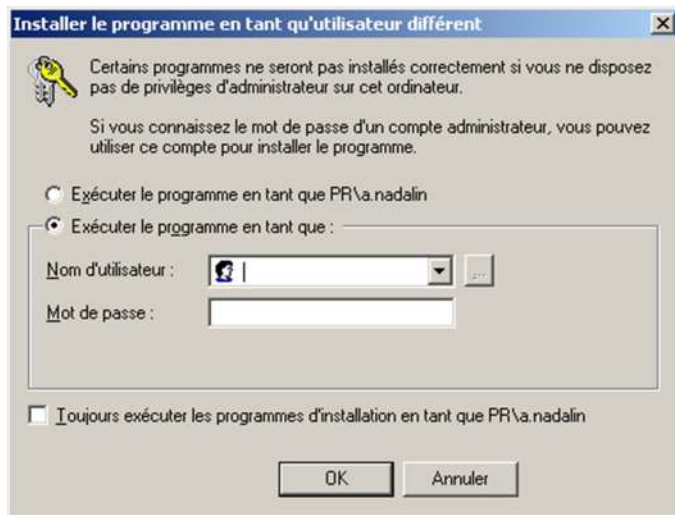 Installer le programme en tant qu'utilisateur différent
Certains programmes ne seront pas installés correctement si vous ne disposez
pas de privilèges d'administrateur sur cet ordinateur.
Si vous connaissez le mot de passe d'un compte administrateur, vous pouvez
utiliser ce compte pour installer le programme.
Exécuter le programme en tant que PR\a.nadalin
Exécuter le programme en tant que :
Nom d'utilisateur :
...
Mot de passe :
Toujours exécuter les programmes d'installation en tant que PR\a.nadalin
OK
Annuler